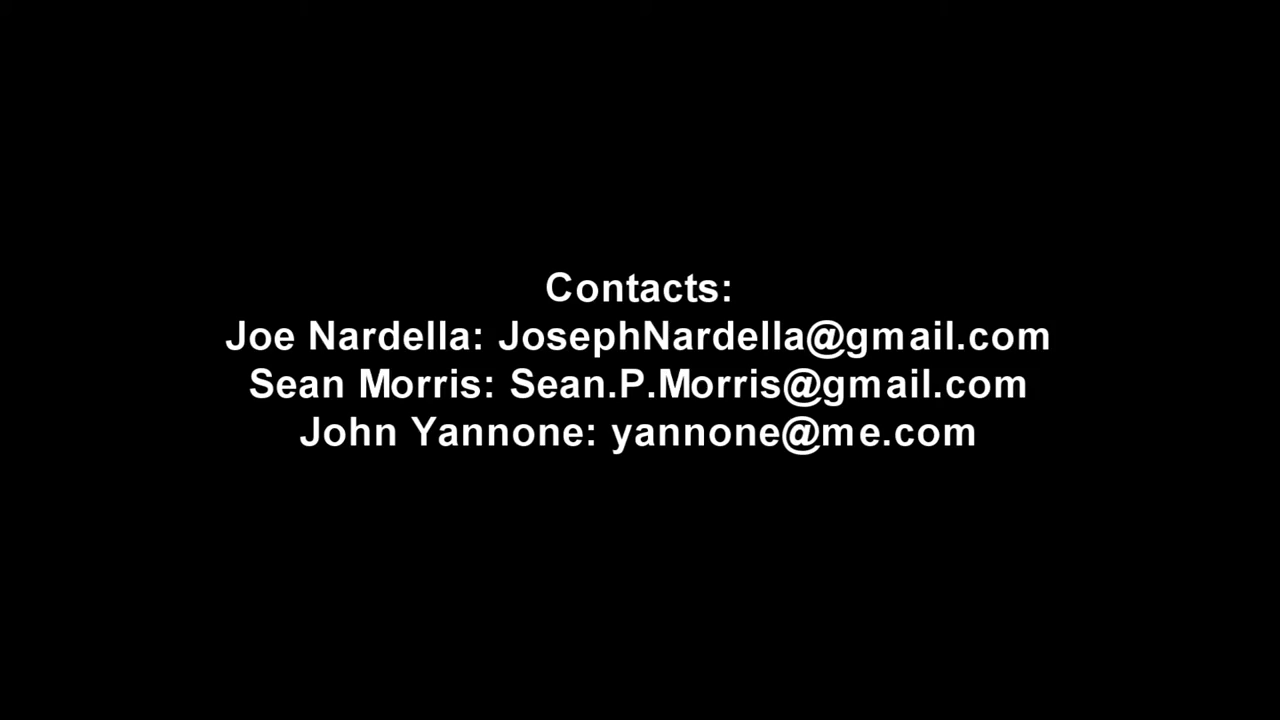 Contacts:
Joe Nardella: JosephNardella@gmail.com
Sean Morris: Sean.P.Morris@gmail.com
John Yannone: yannone@me.com